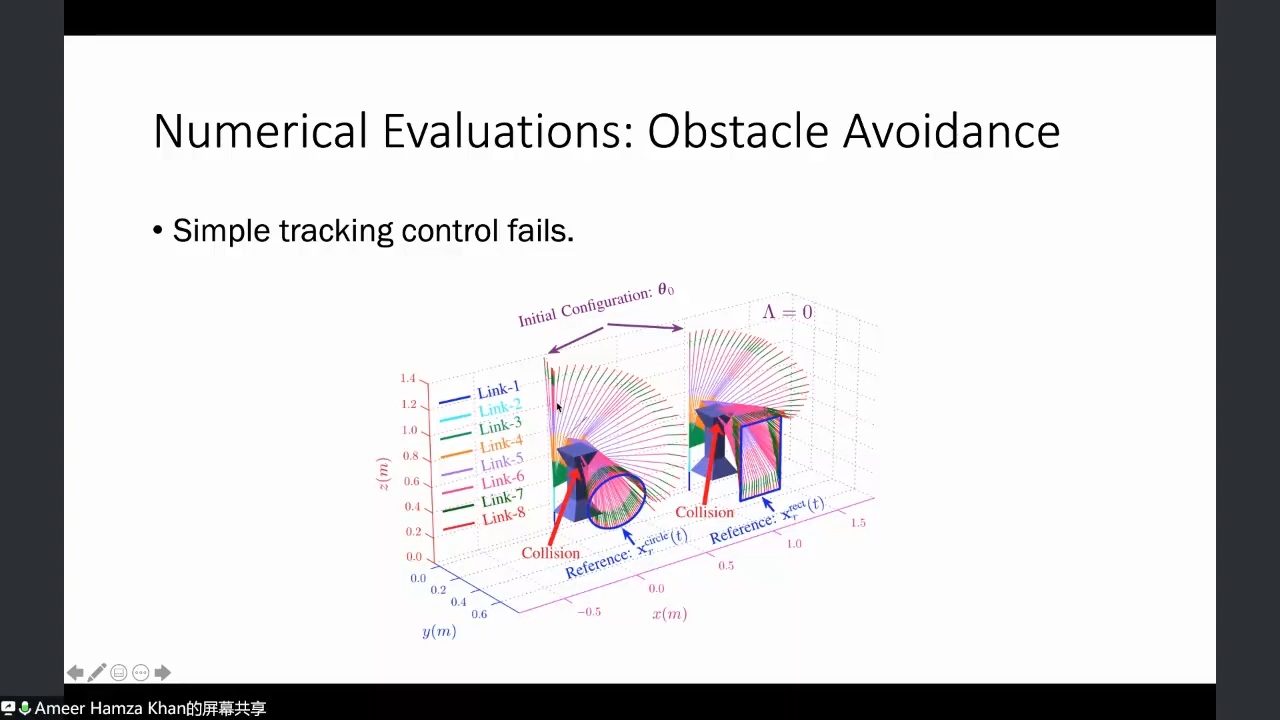 Numerical Evaluations: Obstacle Avoidance
• Simple tracking control fails.
Initial Configuration: θ₀
Λ = 0
1.4
1.2
1.0
0.8
0.6
0.4
0.2
0.0
z(m)
Link-1
Link-2
Link-3
Link-4
Link-5
Link-6
Link-7
Link-8
Collision
Collision
Reference: x_r^circle(t)
Reference: x_r^rect(t)
0.0
0.2
0.4
0.6
y(m)
−0.5
0.0
0.5
1.0
1.5
x(m)
Ameer Hamza Khan的屏幕共享